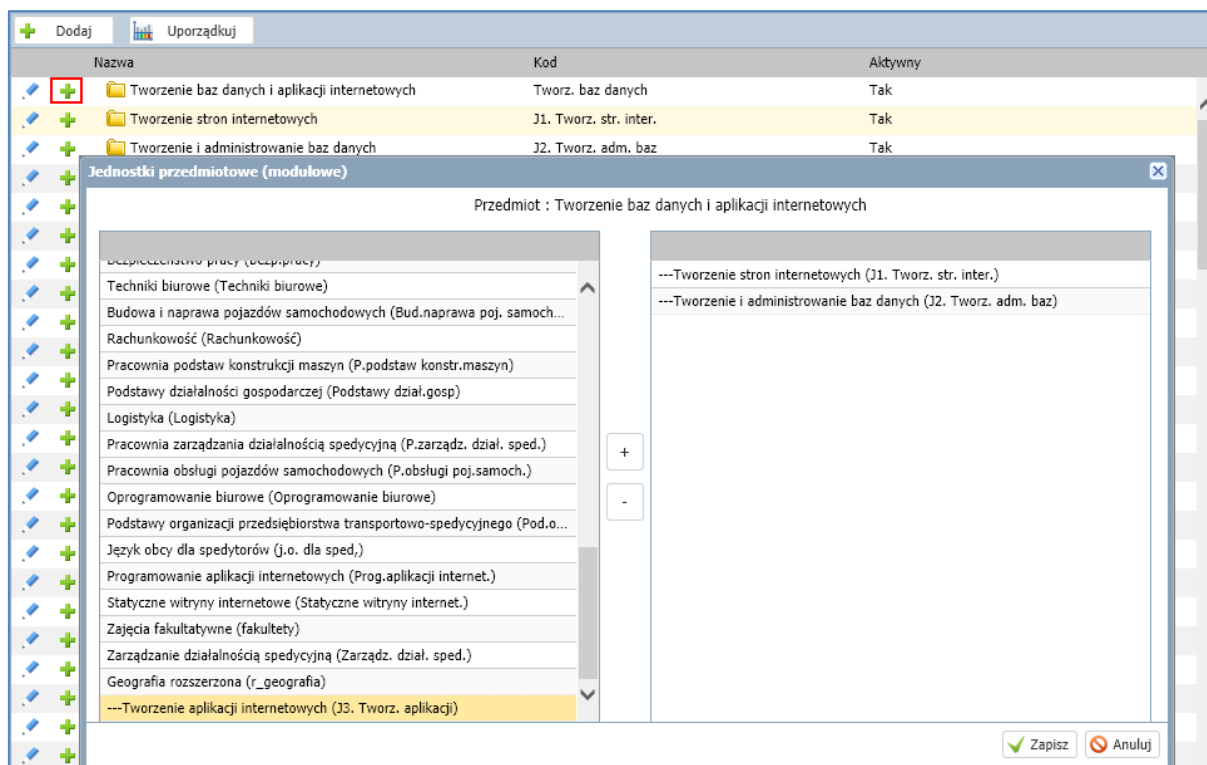 Dodaj Uporządkuj
Nazwa Kod Aktywny
Tworzenie baz danych i aplikacji internetowych Tworz. baz danych Tak
Tworzenie stron internetowych J1. Tworz. str. inter. Tak
Tworzenie i administrowanie baz danych J2. Tworz. adm. baz Tak
Jednostki przedmiotowe (modułowe)
Przedmiot : Tworzenie baz danych i aplikacji internetowych
Bezpieczeństwo pracy (Bezp.pracy)
Techniki biurowe (Techniki biurowe)
Budowa i naprawa pojazdów samochodowych (Bud.naprawa poj. samoch...
Rachunkowość (Rachunkowość)
Pracownia podstaw konstrukcji maszyn (P.podstaw konstr.maszyn)
Podstawy działalności gospodarczej (Podstawy dział.gosp)
Logistyka (Logistyka)
Pracownia zarządzania działalnością spedycyjną (P.zarządz. dział. sped.)
Pracownia obsługi pojazdów samochodowych (P.obsługi poj.samoch.)
Oprogramowanie biurowe (Oprogramowanie biurowe)
Podstawy organizacji przedsiębiorstwa transportowo-spedycyjnego (Pod.o...
Język obcy dla spedytorów (j.o. dla sped,)
Programowanie aplikacji internetowych (Prog.aplikacji internet.)
Statyczne witryny internetowe (Statyczne witryny internet.)
Zajęcia fakultatywne (fakultety)
Zarządzanie działalnością spedycyjną (Zarządz. dział. sped.)
Geografia rozszerzona (r_geografia)
---Tworzenie aplikacji internetowych (J3. Tworz. aplikacji)
+
-
---Tworzenie stron internetowych (J1. Tworz. str. inter.)
---Tworzenie i administrowanie baz danych (J2. Tworz. adm. baz)
Zapisz Anuluj